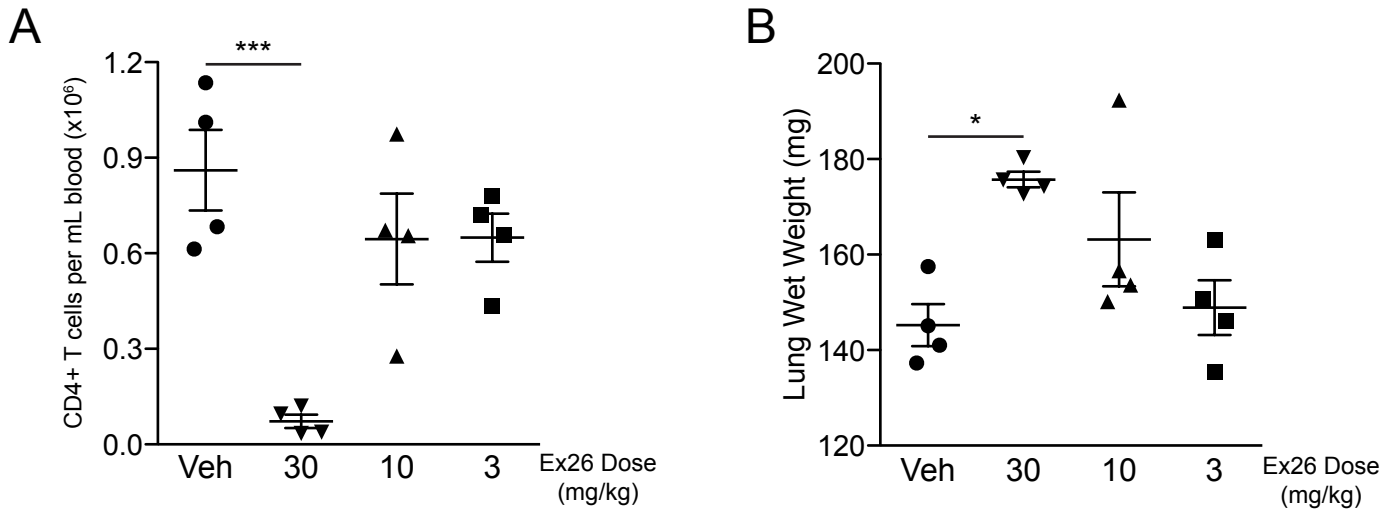 A
CD4+ T cells per mL blood (x10⁶)
***
1.2
0.9
0.6
0.3
0.0
Veh 30 10 3
Ex26 Dose
(mg/kg)
B
Lung Wet Weight (mg)
*
200
180
160
140
120
Veh 30 10 3
Ex26 Dose
(mg/kg)